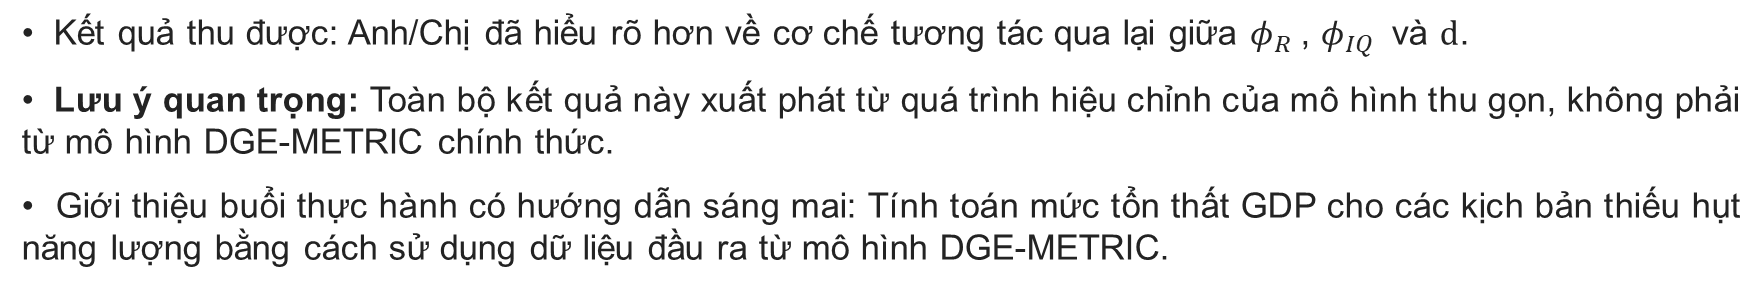 • Kết quả thu được: Anh/Chị đã hiểu rõ hơn về cơ chế tương tác qua lại giữa ϕ_R , ϕ_IQ và d.
• Lưu ý quan trọng: Toàn bộ kết quả này xuất phát từ quá trình hiệu chỉnh của mô hình thu gọn, không phải
từ mô hình DGE-METRIC chính thức.
• Giới thiệu buổi thực hành có hướng dẫn sáng mai: Tính toán mức tổn thất GDP cho các kịch bản thiếu hụt
năng lượng bằng cách sử dụng dữ liệu đầu ra từ mô hình DGE-METRIC.